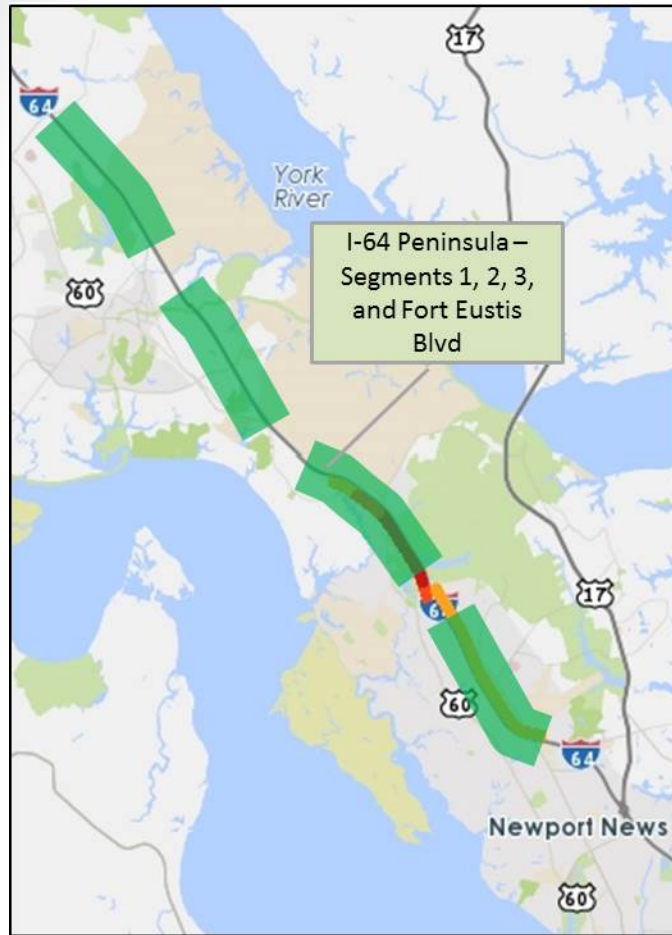 17
64
York
River
I-64 Peninsula –
Segments 1, 2, 3,
and Fort Eustis
Blvd
60
64
17
60
64
Newport News
60